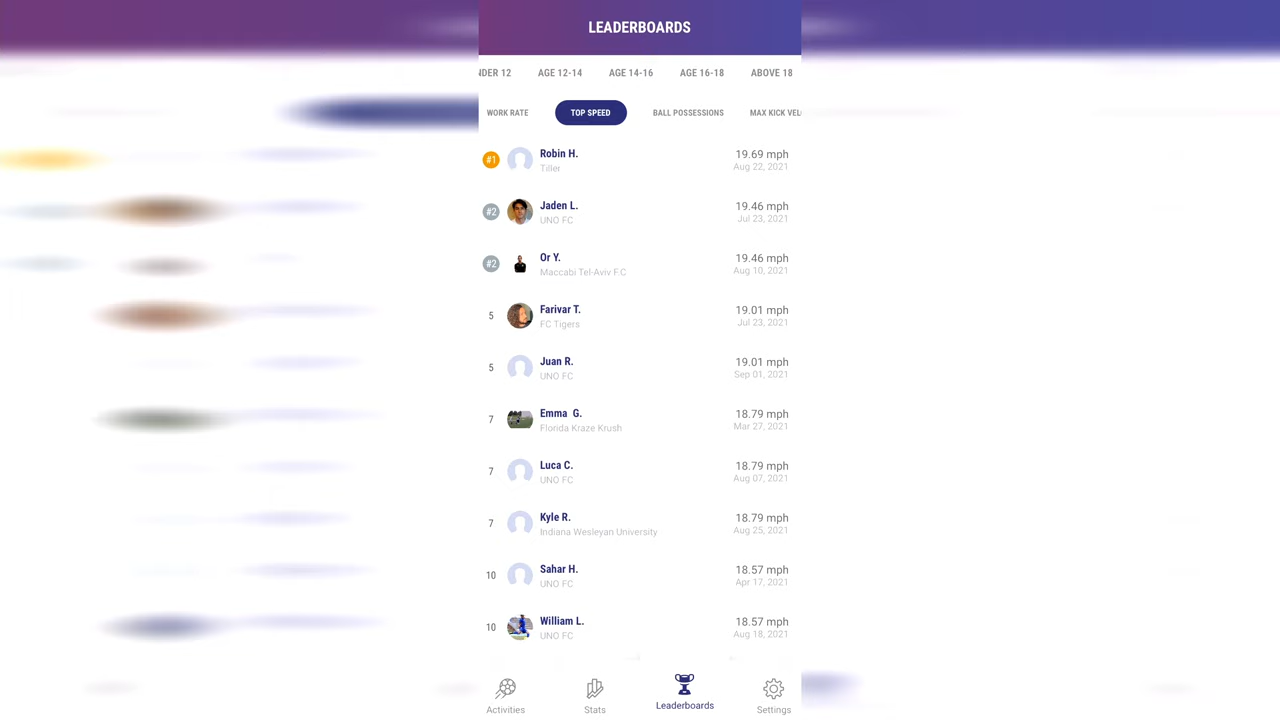 LEADERBOARDS
NDER 12 AGE 12-14 AGE 14-16 AGE 16-18 ABOVE 18
WORK RATE TOP SPEED BALL POSSESSIONS MAX KICK VEL
#1 Robin H. 19.69 mph
Tiller Aug 22, 2021
#2 Jaden L. 19.46 mph
UNO FC Jul 23, 2021
#2 Or Y. 19.46 mph
Maccabi Tel-Aviv F.C Aug 10, 2021
5 Farivar T. 19.01 mph
FC Tigers Jul 23, 2021
5 Juan R. 19.01 mph
UNO FC Sep 01, 2021
7 Emma G. 18.79 mph
Florida Kraze Krush Mar 27, 2021
7 Luca C. 18.79 mph
UNO FC Aug 07, 2021
7 Kyle R. 18.79 mph
Indiana Wesleyan University Aug 25, 2021
10 Sahar H. 18.57 mph
UNO FC Apr 17, 2021
10 William L. 18.57 mph
UNO FC Aug 18, 2021
Activities Stats Leaderboards Settings